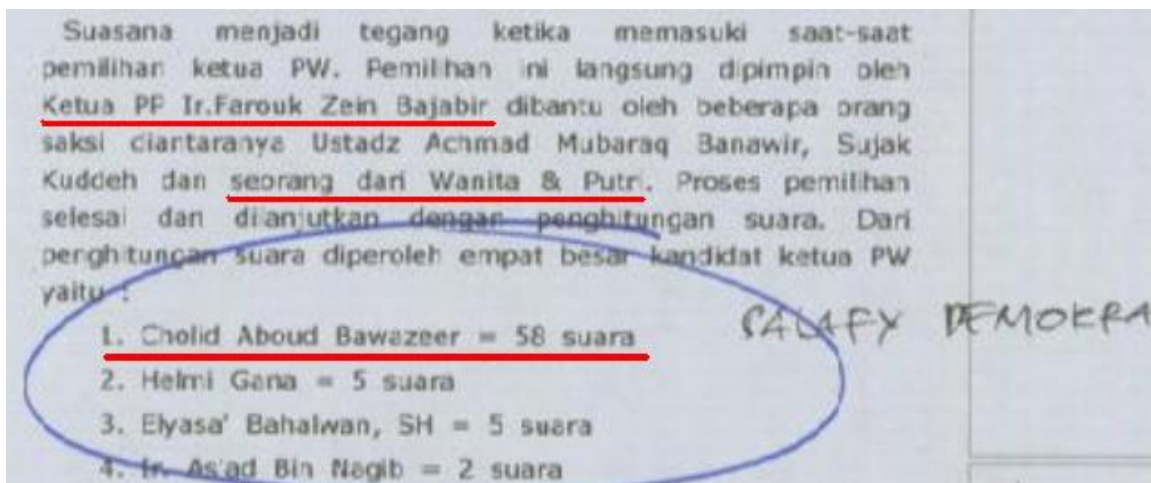 Suasana menjadi tegang ketika memasuki saat-saat
pemilihan ketua PW. Pemilihan ini langsung dipimpin oleh
Ketua PP Ir.Farouk Zein Bajabir dibantu oleh beberapa orang
saksi diantaranya Ustadz Achmad Mubaraq Banawir, Sujak
Kuddeh dan seorang dari Wanita & Putri. Proses pemilihan
selesai dan dilanjutkan dengan penghitungan suara. Dari
penghitungan suara diperoleh empat besar kandidat ketua PW
yaitu :
1. Cholid Aboud Bawazeer = 58 suara
SALAFY DEMOKRA
2. Helmi Gana = 5 suara
3. Elyasa' Bahalwan, SH = 5 suara
4. Ir. As'ad Bin Nagib = 2 suara